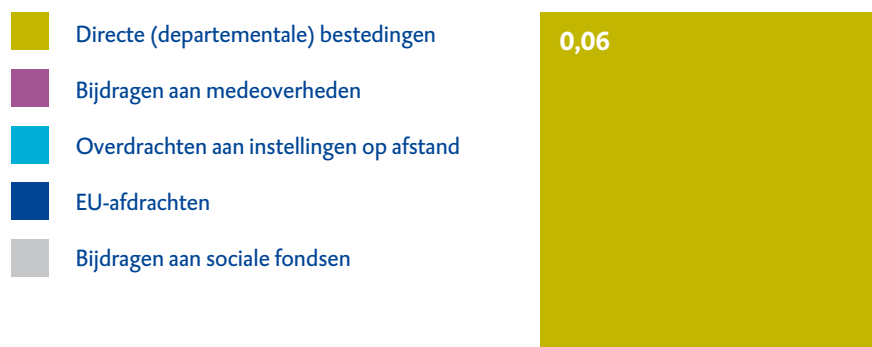 Directe (departementale) bestedingen
Bijdragen aan medeoverheden
Overdrachten aan instellingen op afstand
EU-afdrachten
Bijdragen aan sociale fondsen
0,06